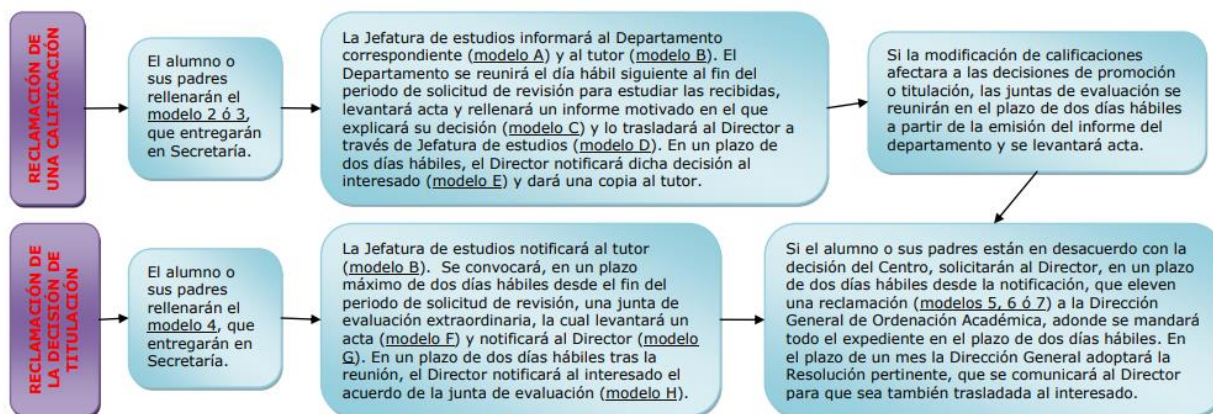 RECLAMACIÓN DE
UNA CALIFICACIÓN
El alumno o
sus padres
rellenarán el
modelo 2 ó 3,
que entregarán
en Secretaría.
La Jefatura de estudios informará al Departamento
correspondiente (modelo A) y al tutor (modelo B). El
Departamento se reunirá el día hábil siguiente al fin del
periodo de solicitud de revisión para estudiar las recibidas,
levantará acta y rellenará un informe motivado en el que
explicará su decisión (modelo C) y lo trasladará al Director a
través de Jefatura de estudios (modelo D). En un plazo de
dos días hábiles, el Director notificará dicha decisión al
interesado (modelo E) y dará una copia al tutor.
Si la modificación de calificaciones
afectara a las decisiones de promoción
o titulación, las juntas de evaluación se
reunirán en el plazo de dos días hábiles
a partir de la emisión del informe del
departamento y se levantará acta.
RECLAMACIÓN DE
LA DECISIÓN DE
TITULACIÓN
El alumno o
sus padres
rellenarán el
modelo 4, que
entregarán en
Secretaría.
La Jefatura de estudios notificará al tutor
(modelo B). Se convocará, en un plazo
máximo de dos días hábiles desde el fin del
periodo de solicitud de revisión, una junta de
evaluación extraordinaria, la cual levantará un
acta (modelo F) y notificará al Director (modelo
G). En un plazo de dos días hábiles tras la
reunión, el Director notificará al interesado el
acuerdo de la junta de evaluación (modelo H).
Si el alumno o sus padres están en desacuerdo con la
decisión del Centro, solicitarán al Director, en un plazo
de dos días hábiles desde la notificación, que eleven
una reclamación (modelos 5, 6 ó 7) a la Dirección
General de Ordenación Académica, adonde se mandará
todo el expediente en el plazo de dos días hábiles. En
el plazo de un mes la Dirección General adoptará la
Resolución pertinente, que se comunicará al Director
para que sea también trasladada al interesado.